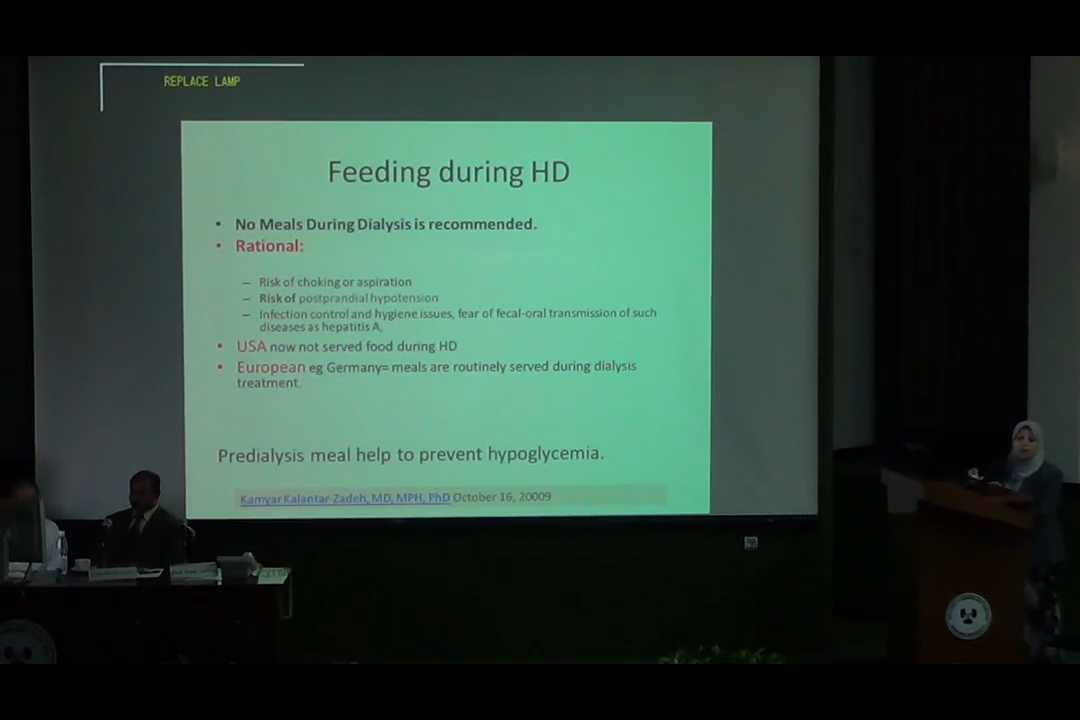 REPLACE LAMP
Feeding during HD
• No Meals During Dialysis is recommended.
• Rational:
– Risk of choking or aspiration
– Risk of postprandial hypotension
– Infection control and hygiene issues, fear of fecal-oral transmission of such
diseases as hepatitis A,
• USA now not served food during HD
• European eg Germany= meals are routinely served during dialysis
treatment.
Predialysis meal help to prevent hypoglycemia.
Kamyar Kalantar-Zadeh, MD, MPH, PhD October 16, 20009